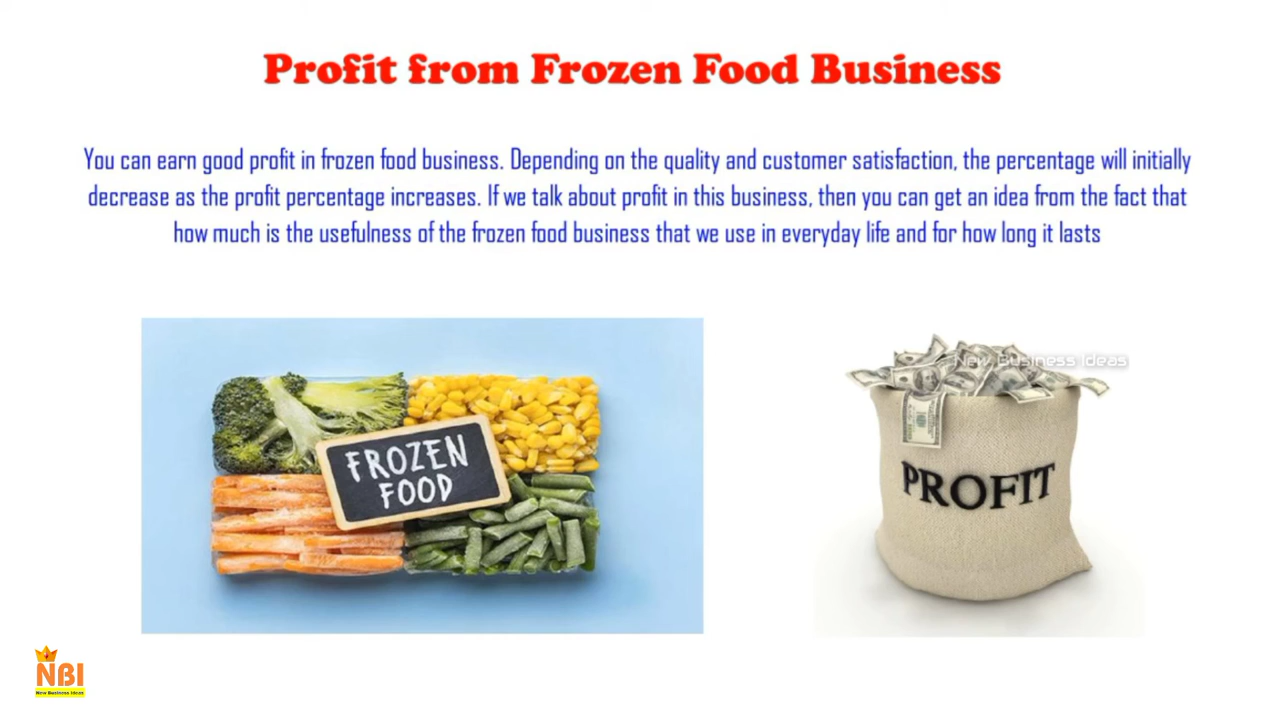 Profit from Frozen Food Business
You can earn good profit in frozen food business. Depending on the quality and customer satisfaction, the percentage will initially
decrease as the profit percentage increases. If we talk about profit in this business, then you can get an idea from the fact that
how much is the usefulness of the frozen food business that we use in everyday life and for how long it lasts
New Business Ideas
FROZEN
FOOD
PROFIT
NBI
New Business Ideas